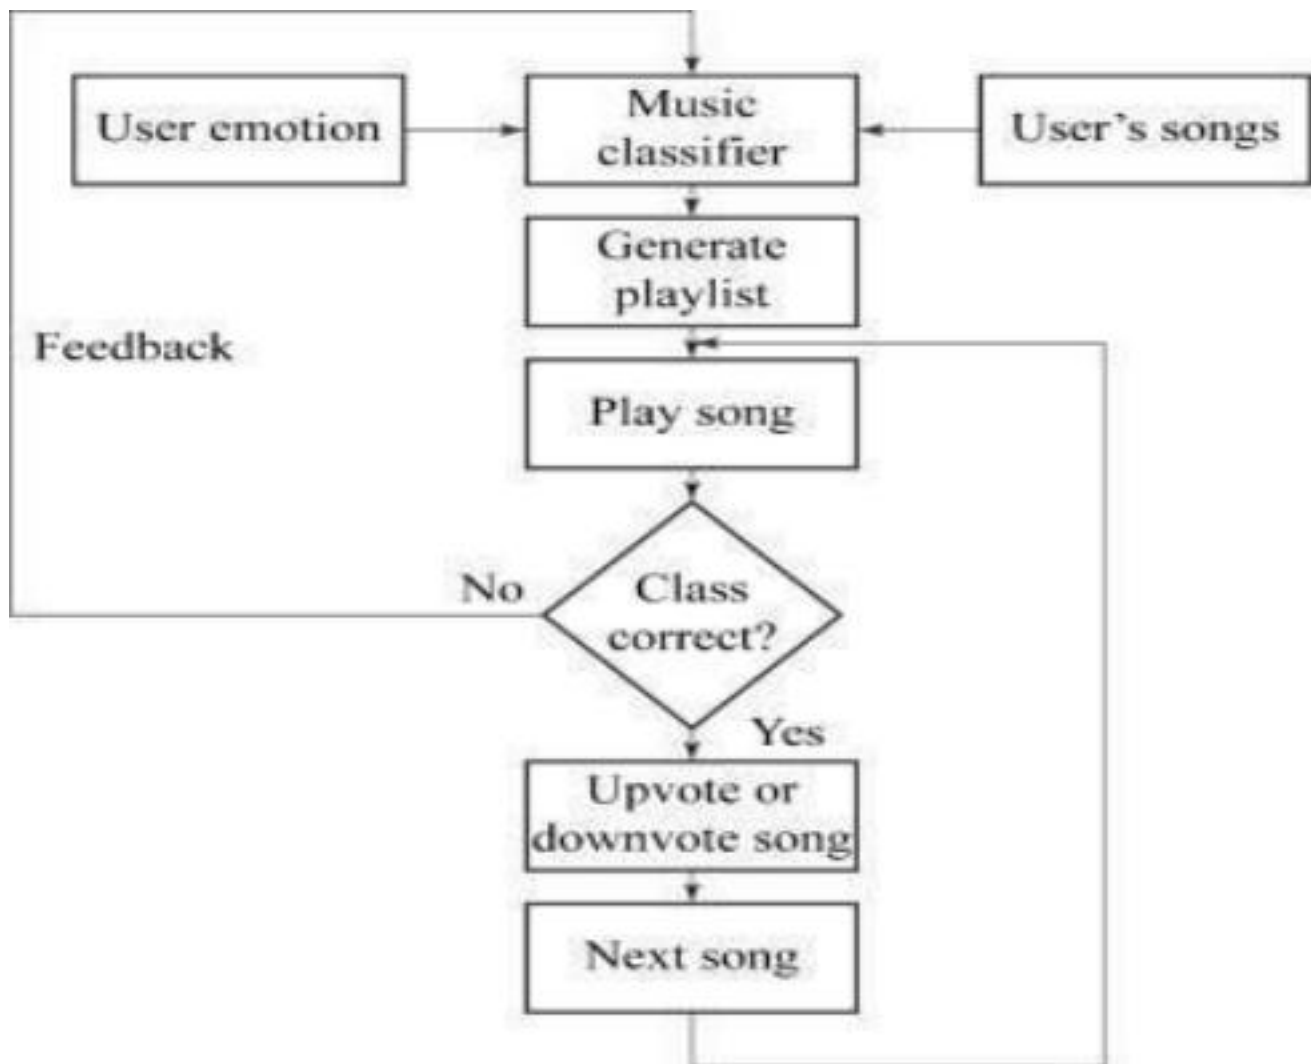 User emotion
Music
classifier
User's songs
Generate
playlist
Feedback
Play song
No
Class
correct?
Yes
Upvote or
downvote song
Next song